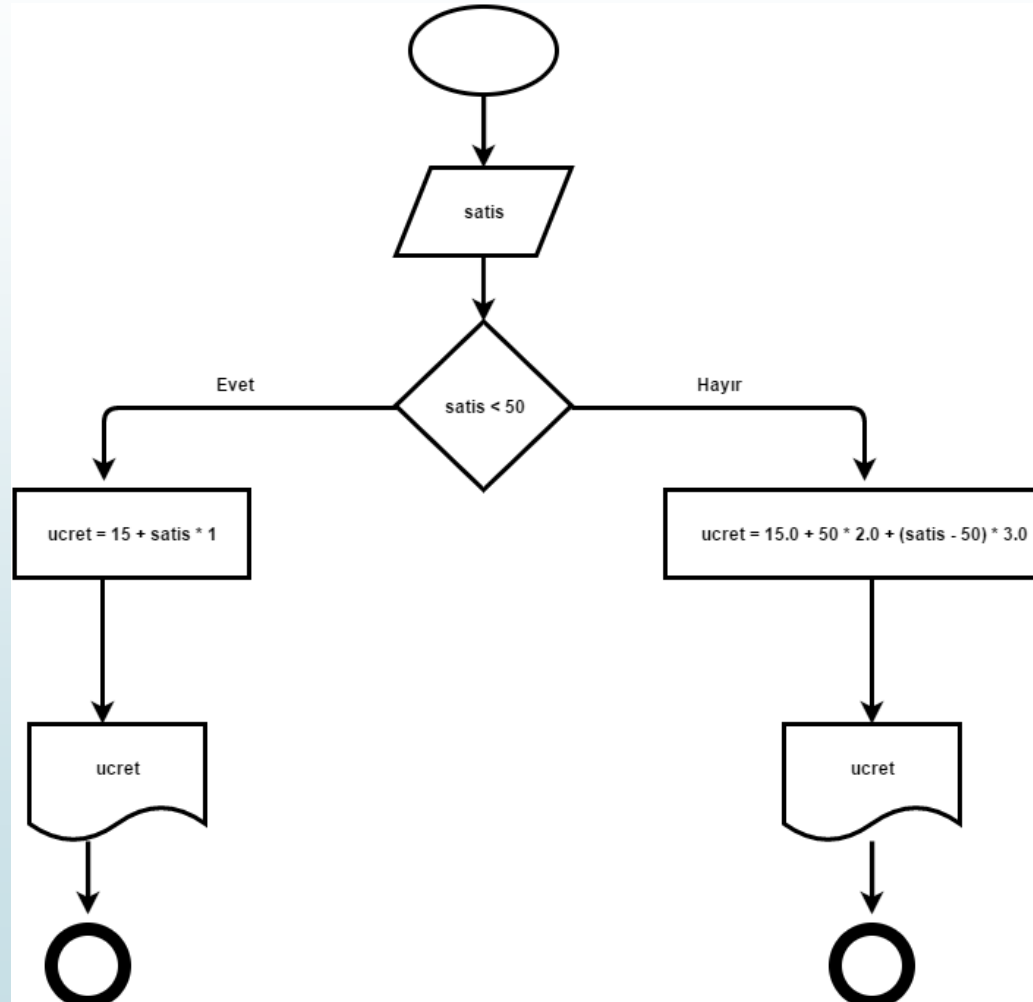 satis
satis < 50
Evet
Hayır
ucret = 15 + satis * 1
ucret = 15.0 + 50 * 2.0 + (satis - 50) * 3.0
ucret
ucret